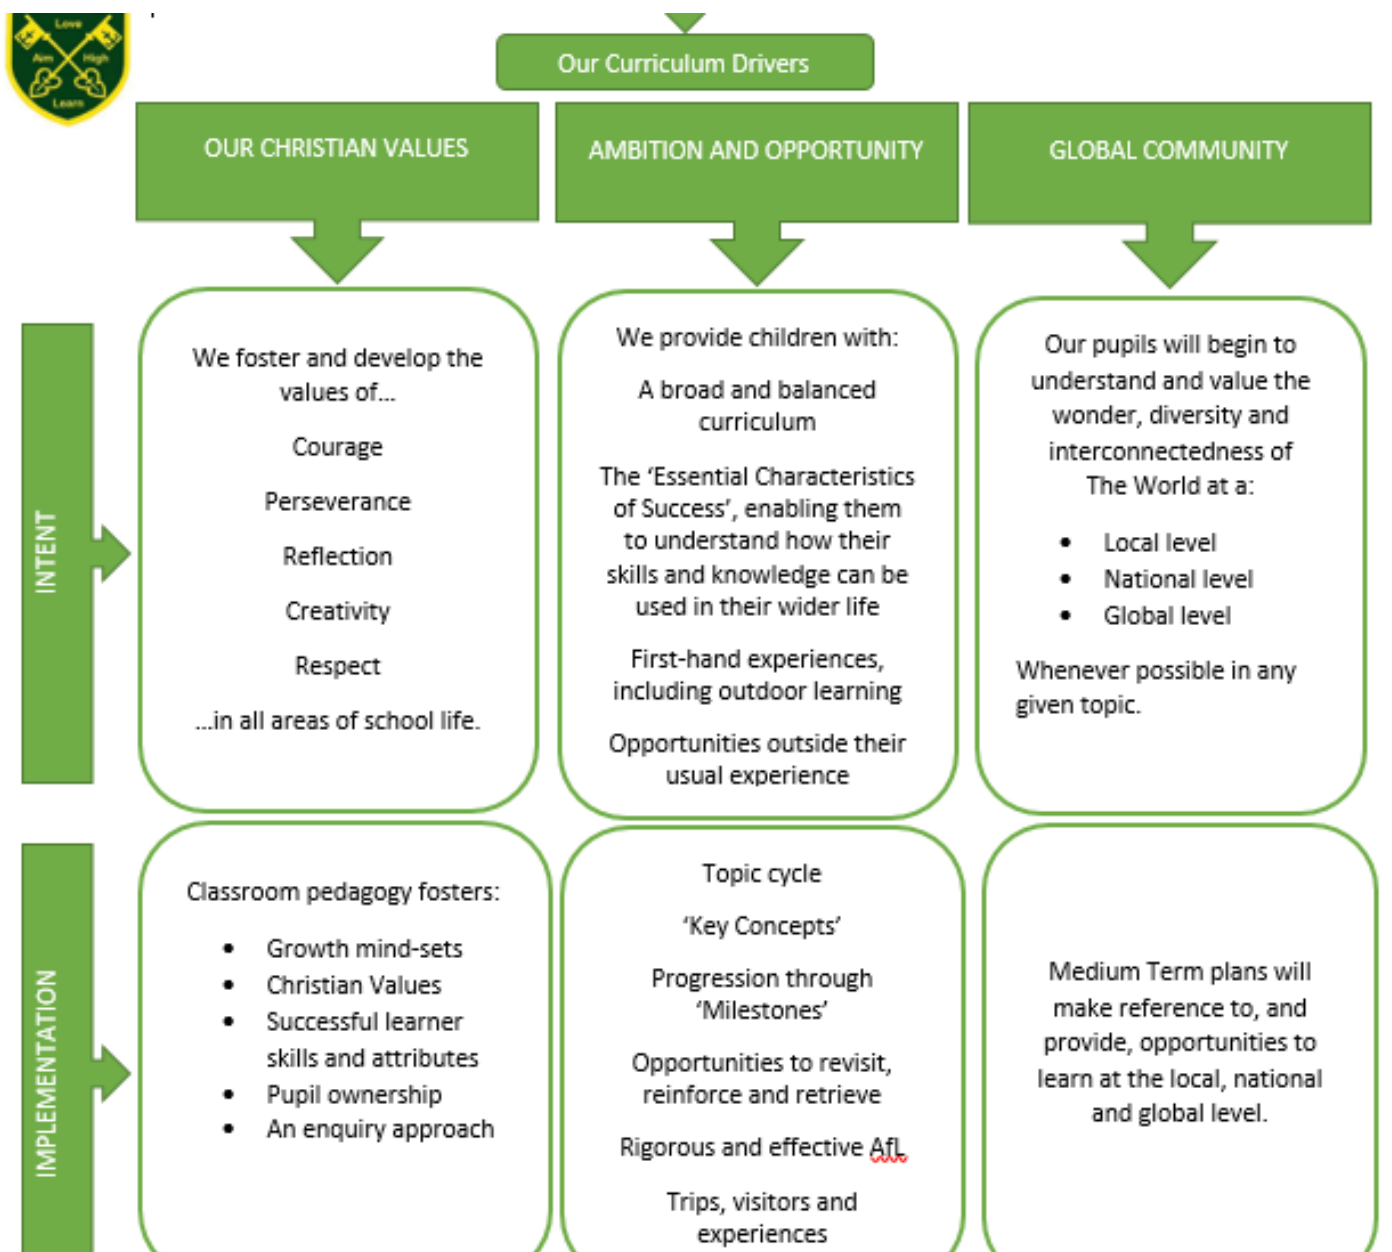 Love
Aim High
Learn
Our Curriculum Drivers
OUR CHRISTIAN VALUES
AMBITION AND OPPORTUNITY
GLOBAL COMMUNITY
INTENT
We foster and develop the
values of...
Courage
Perseverance
Reflection
Creativity
Respect
...in all areas of school life.
We provide children with:
A broad and balanced
curriculum
The ‘Essential Characteristics
of Success’, enabling them
to understand how their
skills and knowledge can be
used in their wider life
First-hand experiences,
including outdoor learning
Opportunities outside their
usual experience
Our pupils will begin to
understand and value the
wonder, diversity and
interconnectedness of
The World at a:
• Local level
• National level
• Global level
Whenever possible in any
given topic.
IMPLEMENTATION
Classroom pedagogy fosters:
• Growth mind-sets
• Christian Values
• Successful learner
skills and attributes
• Pupil ownership
• An enquiry approach
Topic cycle
‘Key Concepts’
Progression through
‘Milestones’
Opportunities to revisit,
reinforce and retrieve
Rigorous and effective AfL
Trips, visitors and
experiences
Medium Term plans will
make reference to, and
provide, opportunities to
learn at the local, national
and global level.